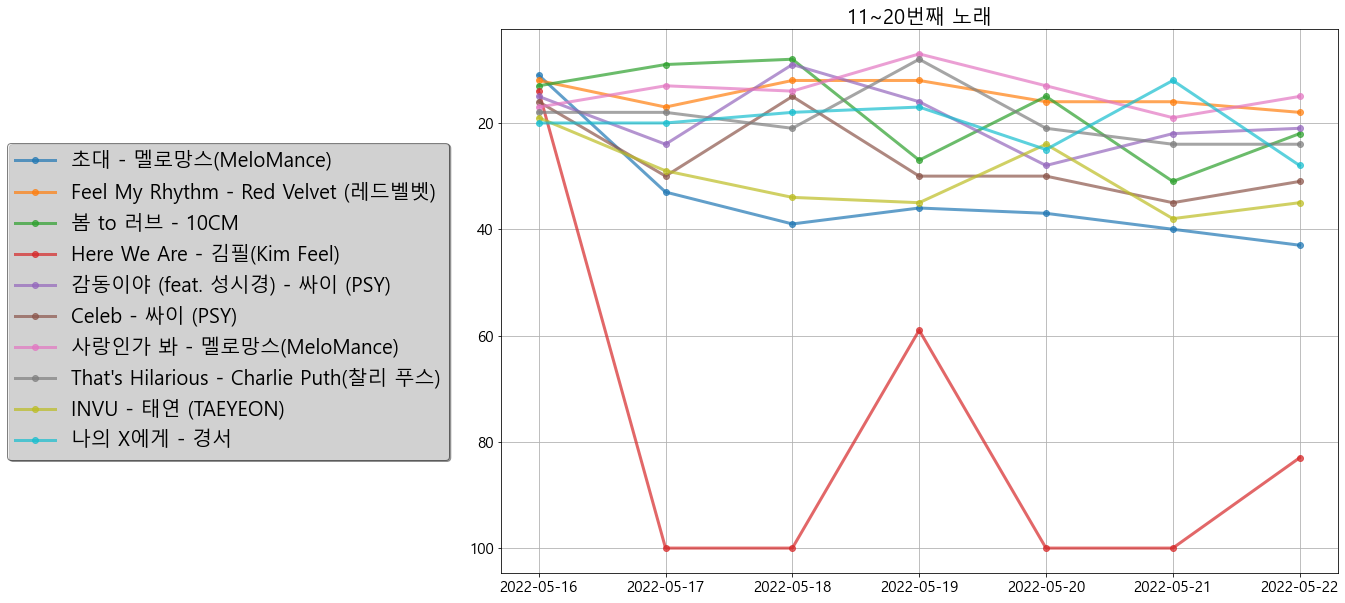 11~20번째 노래
초대 - 멜로망스(MeloMance)
Feel My Rhythm - Red Velvet (레드벨벳)
봄 to 러브 - 10CM
Here We Are - 김필(Kim Feel)
감동이야 (feat. 성시경) - 싸이 (PSY)
Celeb - 싸이 (PSY)
사랑인가 봐 - 멜로망스(MeloMance)
That's Hilarious - Charlie Puth(찰리 푸스)
INVU - 태연 (TAEYEON)
나의 X에게 - 경서
20
40
60
80
100
2022-05-16 2022-05-17 2022-05-18 2022-05-19 2022-05-20 2022-05-21 2022-05-22